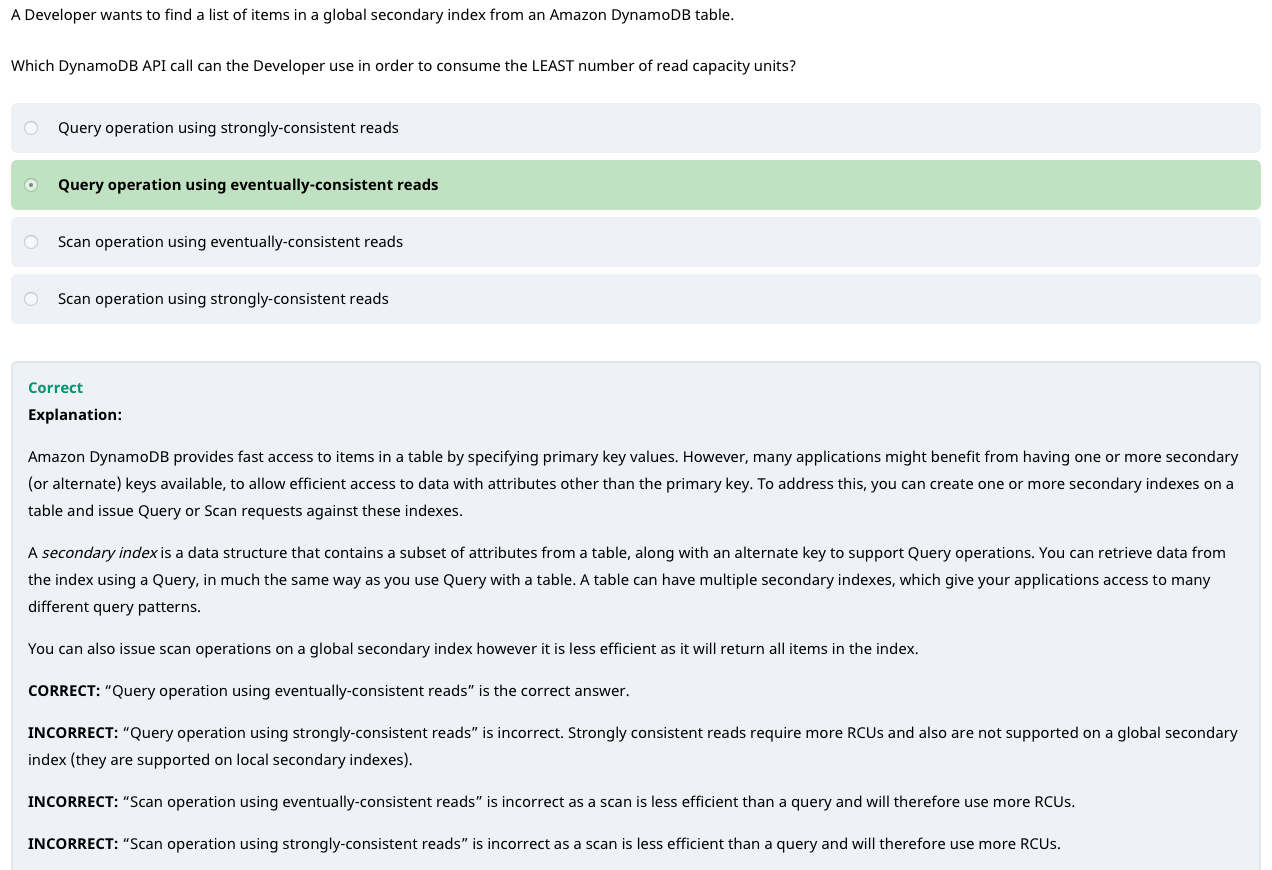 A Developer wants to find a list of items in a global secondary index from an Amazon DynamoDB table.
Which DynamoDB API call can the Developer use in order to consume the LEAST number of read capacity units?
Query operation using strongly-consistent reads
Query operation using eventually-consistent reads
Scan operation using eventually-consistent reads
Scan operation using strongly-consistent reads
Correct
Explanation:
Amazon DynamoDB provides fast access to items in a table by specifying primary key values. However, many applications might benefit from having one or more secondary
(or alternate) keys available, to allow efficient access to data with attributes other than the primary key. To address this, you can create one or more secondary indexes on a
table and issue Query or Scan requests against these indexes.
A secondary index is a data structure that contains a subset of attributes from a table, along with an alternate key to support Query operations. You can retrieve data from
the index using a Query, in much the same way as you use Query with a table. A table can have multiple secondary indexes, which give your applications access to many
different query patterns.
You can also issue scan operations on a global secondary index however it is less efficient as it will return all items in the index.
CORRECT: “Query operation using eventually-consistent reads” is the correct answer.
INCORRECT: “Query operation using strongly-consistent reads” is incorrect. Strongly consistent reads require more RCUs and also are not supported on a global secondary
index (they are supported on local secondary indexes).
INCORRECT: “Scan operation using eventually-consistent reads” is incorrect as a scan is less efficient than a query and will therefore use more RCUs.
INCORRECT: “Scan operation using strongly-consistent reads” is incorrect as a scan is less efficient than a query and will therefore use more RCUs.